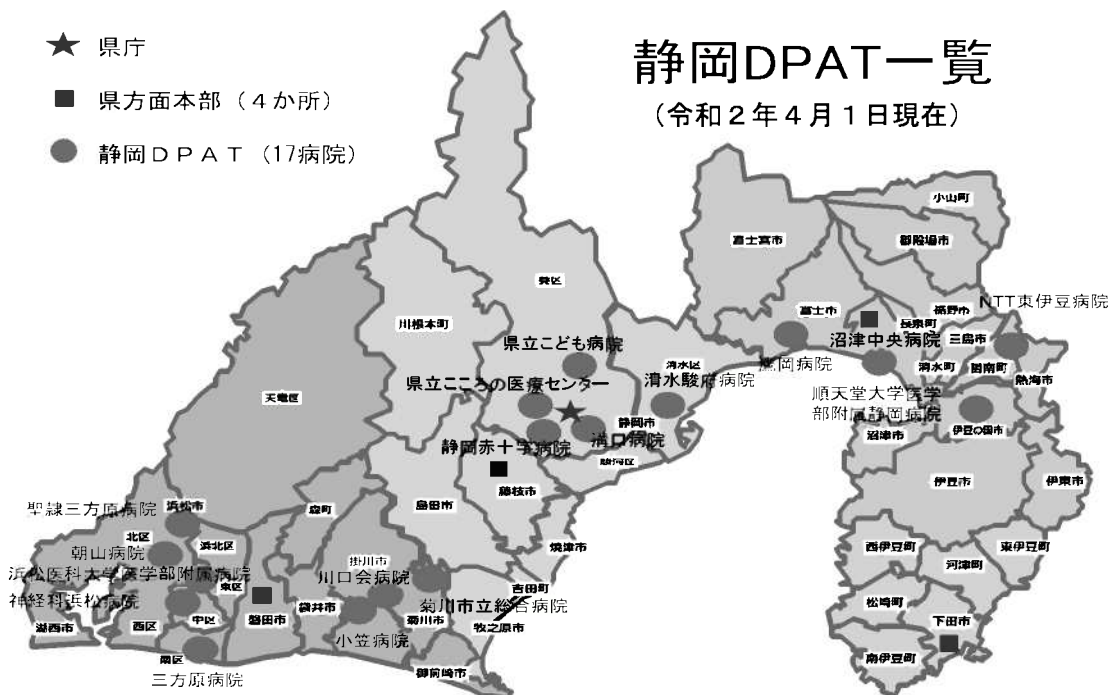 静岡DPAT一覧
（令和２年４月１日現在）
県庁
県方面本部（４か所）
静岡ＤＰＡＴ（17病院）
小山町
御殿場市
富士宮市
葵区
裾野市
NTT東伊豆病院
富士市
長泉町
川根本町
三島市
沼津中央病院
県立こども病院
清水区
鷹岡病院
清水町
函南町
熱海市
県立こころの医療センター
清水駿府病院
順天堂大学医学
部附属静岡病院
天竜区
静岡市
伊豆の国市
沼津市
静岡赤十字病院
溝口病院
駿河区
伊豆市
伊東市
聖隷三方原病院
浜松市
森町
島田市
藤枝市
北区
浜北区
焼津市
西伊豆町
東伊豆町
朝山病院
掛川市
河津町
浜松医科大学医学部附属病院
東区
川口会病院
吉田町
神経科浜松病院
菊川市立総合病院
松崎町
湖西市
西区
中区
磐田市
袋井市
菊川市
牧之原市
下田市
小笠病院
南区
三方原病院
御前崎市
南伊豆町